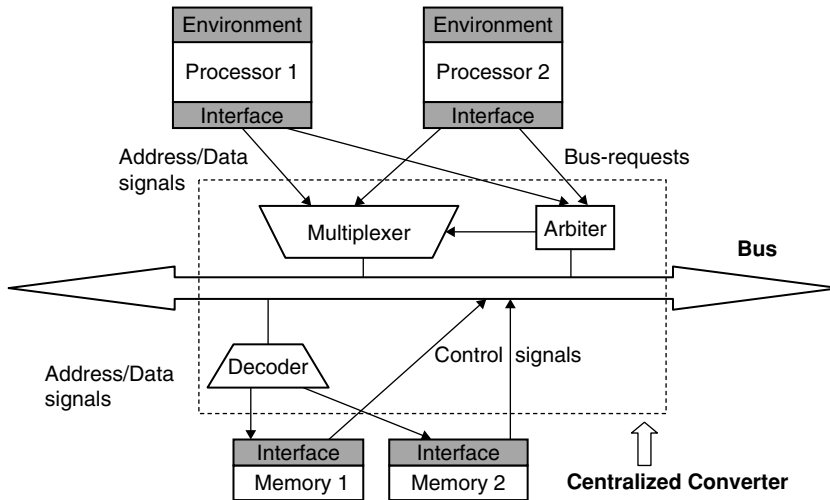 Environment
Environment
Processor 1
Processor 2
Interface
Interface
Address/Data
signals
Bus-requests
Multiplexer
Arbiter
Bus
Decoder
Control signals
Address/Data
signals
Interface
Interface
Memory 1
Memory 2
Centralized Converter